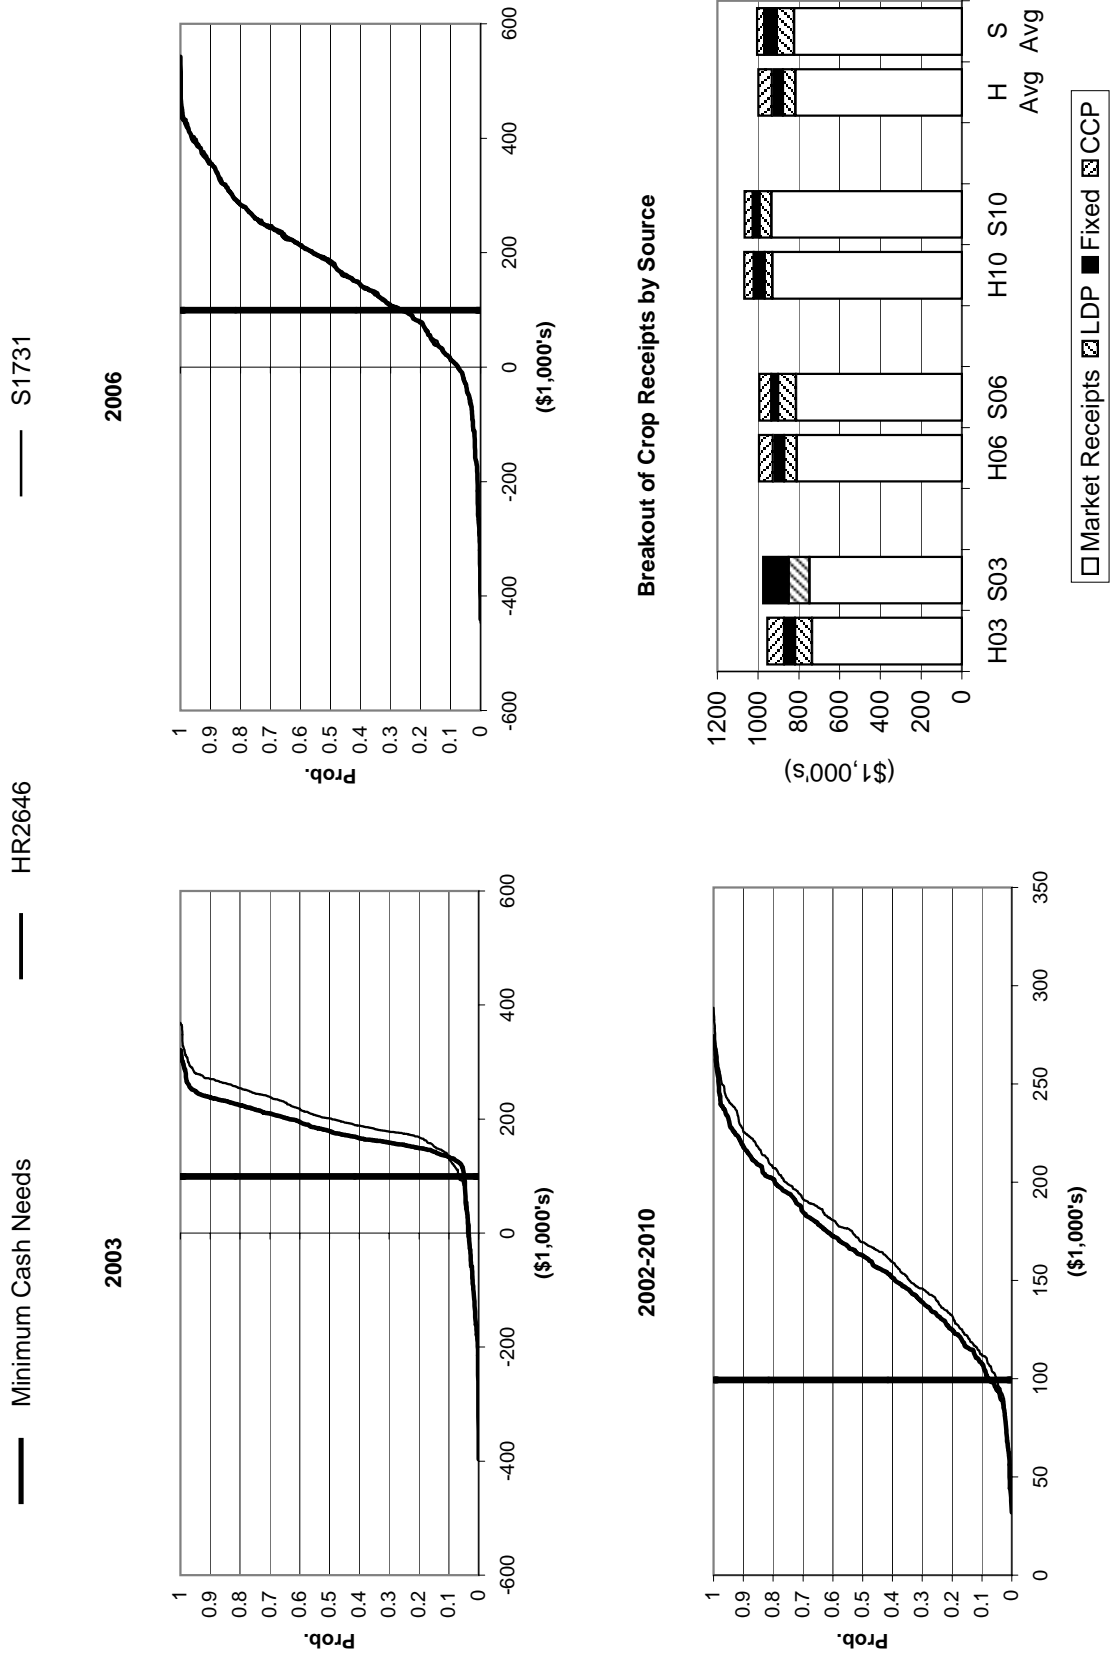 Minimum Cash Needs HR2646 S1731
2003
1
0.9
0.8
0.7
0.6
0.5
0.4
0.3
0.2
0.1
0
Prob.
-600 -400 -200 0 200 400 600
($1,000's)
2006
1
0.9
0.8
0.7
0.6
0.5
0.4
0.3
0.2
0.1
0
Prob.
-600 -400 -200 0 200 400 600
($1,000's)
2002-2010
1
0.9
0.8
0.7
0.6
0.5
0.4
0.3
0.2
0.1
0
Prob.
0 50 100 150 200 250 300 350
($1,000's)
Breakout of Crop Receipts by Source
1200
1000
800
600
400
200
0
($1,000's)
H03 S03 H06 S06 H10 S10 H S
Avg Avg
Market Receipts LDP Fixed CCP